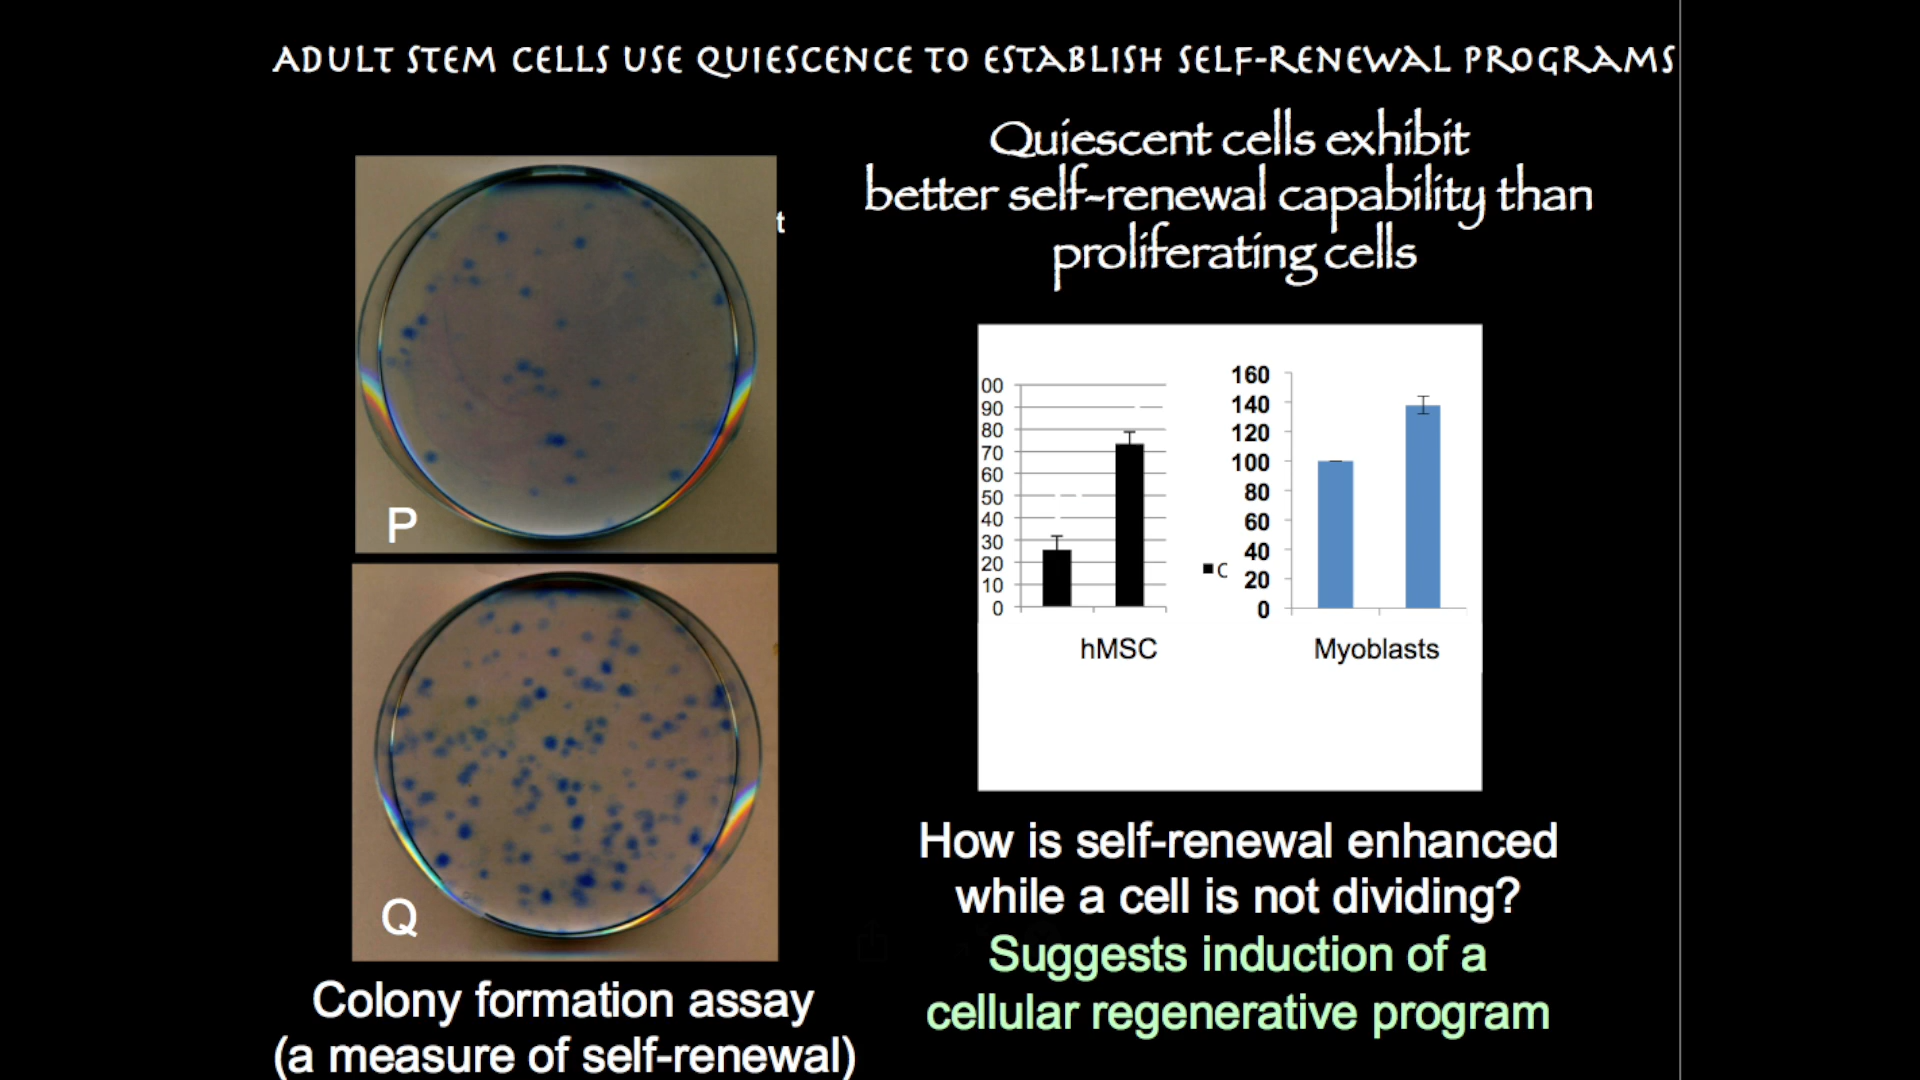 ADULT STEM CELLS USE QUIESCENCE TO ESTABLISH SELF-RENEWAL PROGRAMS
Quiescent cells exhibit
better self-renewal capability than
proliferating cells
t
P
Q
Colony formation assay
(a measure of self-renewal)
00
90
80
70
60
50
40
30
20
10
0
hMSC
C
160
140
120
100
80
60
40
20
0
Myoblasts
How is self-renewal enhanced
while a cell is not dividing?
Suggests induction of a
cellular regenerative program